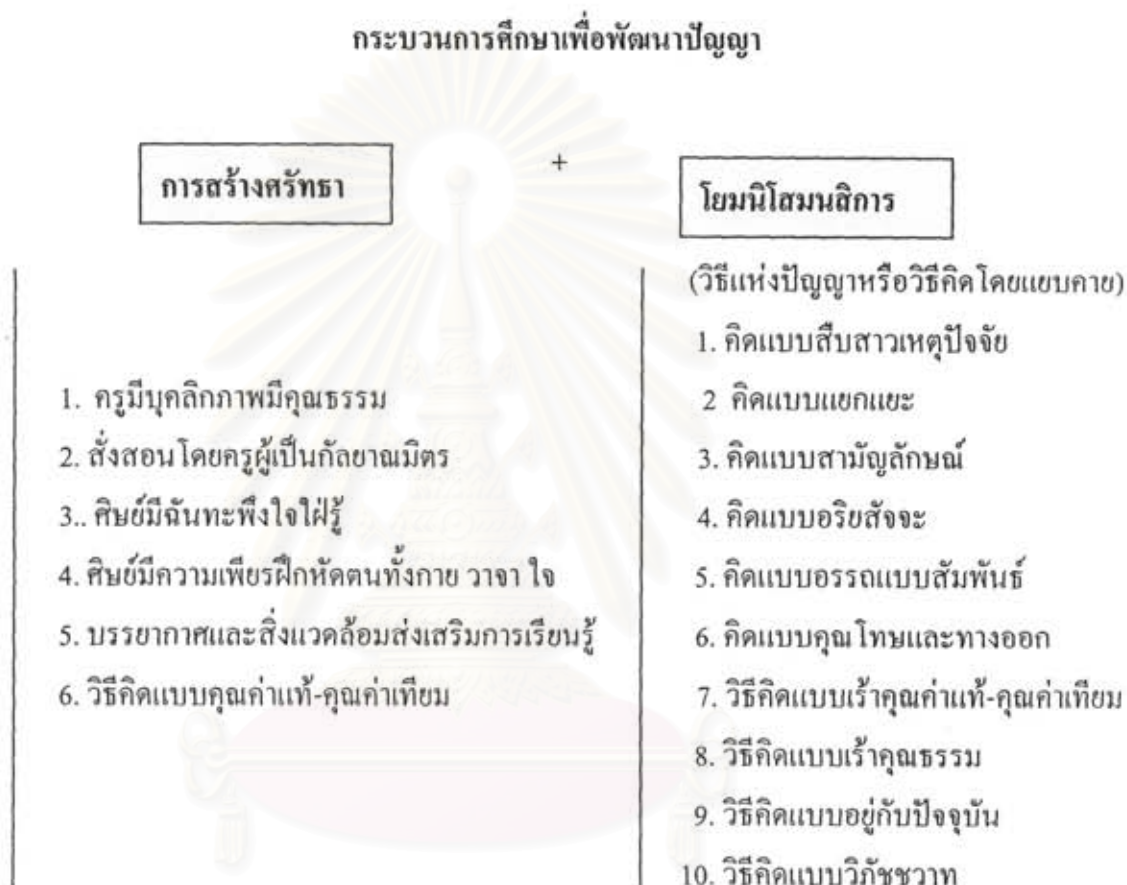 กระบวนการศึกษาเพื่อพัฒนาปัญญา
การสร้างศรัทธา
+
โยมนิโสมนสิการ
(วิธีแห่งปัญญาหรือวิธีคิดโดยแยบคาย)
1. ครูมีบุคลิกภาพมีคุณธรรม
2. สั่งสอนโดยครูผู้เป็นกัลยาณมิตร
3.. ศิษย์มีฉันทะพึงใจใฝ่รู้
4. ศิษย์มีความเพียรฝึกหัดตนทั้งกาย วาจา ใจ
5. บรรยากาศและสิ่งแวดล้อมส่งเสริมการเรียนรู้
6. วิธีคิดแบบคุณค่าแท้-คุณค่าเทียม
1. คิดแบบสืบสาวเหตุปัจจัย
2 คิดแบบแยกแยะ
3. คิดแบบสามัญลักษณ์
4. คิดแบบอริยสัจจะ
5. คิดแบบอรรถแบบสัมพันธ์
6. คิดแบบคุณโทษและทางออก
7. วิธีคิดแบบเร้าคุณค่าแท้-คุณค่าเทียม
8. วิธีคิดแบบเร้าคุณธรรม
9. วิธีคิดแบบอยู่กับปัจจุบัน
10. วิธีคิดแบบวิภัชชวาท